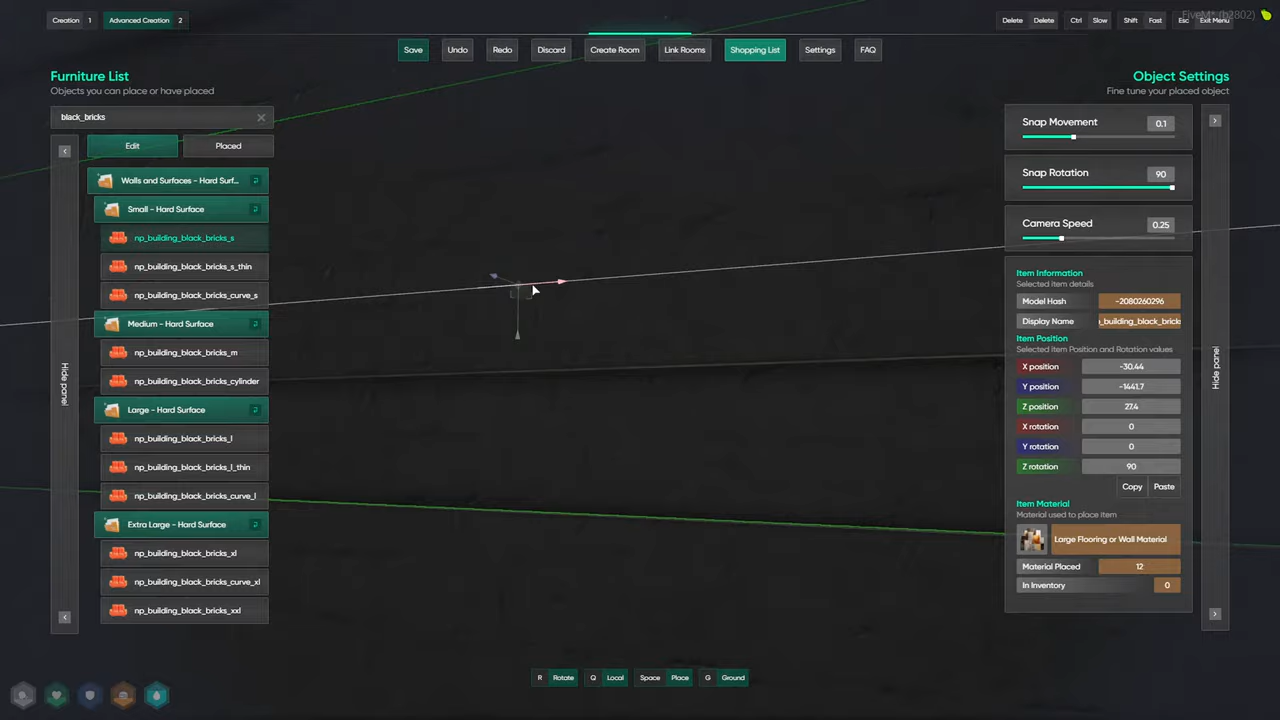 Creation 1 Advanced Creation 2
FiveM* (b2802)
Delete Delete Ctrl Slow Shift Fast Esc Exit Menu
Save Undo Redo Discard Create Room Link Rooms Shopping List Settings FAQ
Furniture List
Objects you can place or have placed
black_bricks
Edit Placed
Walls and Surfaces - Hard Surf...
Small - Hard Surface
np_building_black_bricks_s
np_building_black_bricks_s_thin
np_building_black_bricks_curve_s
Medium - Hard Surface
np_building_black_bricks_m
np_building_black_bricks_cylinder
Large - Hard Surface
np_building_black_bricks_l
np_building_black_bricks_l_thin
np_building_black_bricks_curve_l
Extra Large - Hard Surface
np_building_black_bricks_xl
np_building_black_bricks_curve_xl
np_building_black_bricks_xxl
Hide panel
Object Settings
Fine tune your placed object
Snap Movement 0.1
Snap Rotation 90
Camera Speed 0.25
Item Information
Selected item details
Model Hash -2080260296
Display Name _building_black_bricks
Item Position
Selected Item Position and Rotation values
X position -30.44
Y position -1441.7
Z position 27.4
X rotation 0
Y rotation 0
Z rotation 90
Copy Paste
Item Material
Material used to place item
Large Flooring or Wall Material
Material Placed 12
In Inventory 0
Hide panel
R Rotate Q Local Space Place G Ground